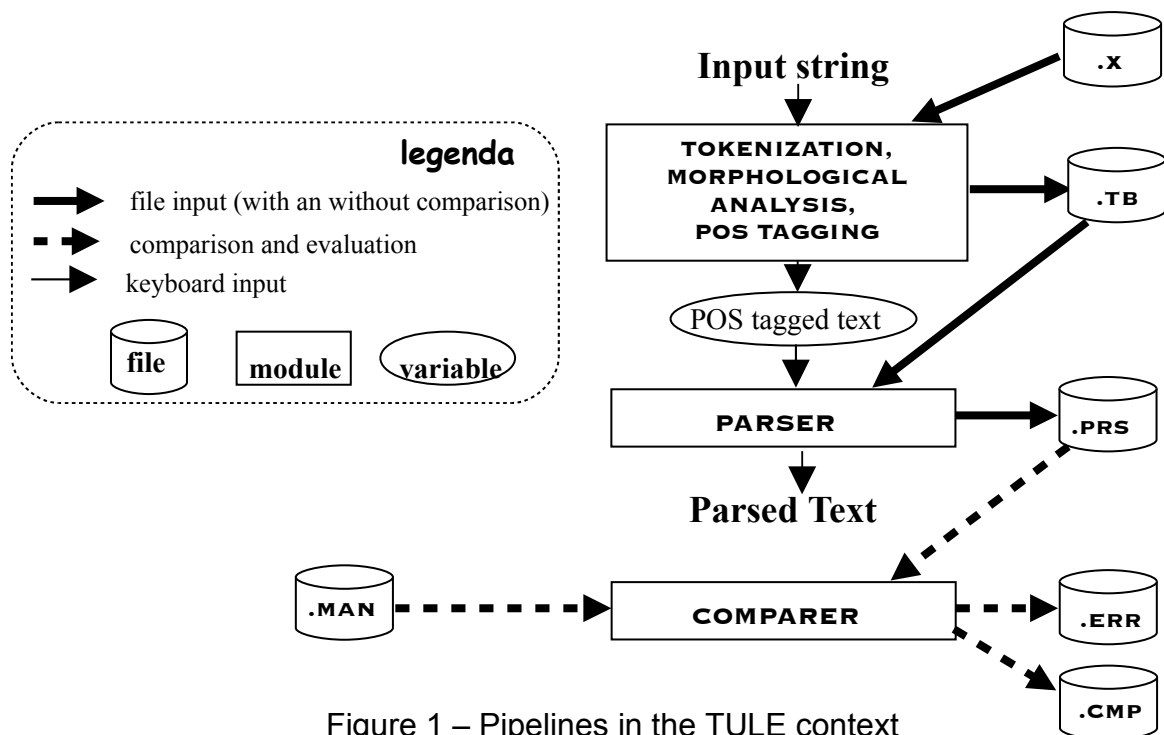 legenda
file input (with an without comparison)
comparison and evaluation
keyboard input
file
module
variable
Input string
.X
TOKENIZATION,
MORPHOLOGICAL
ANALYSIS,
POS TAGGING
.TB
POS tagged text
PARSER
.PRS
Parsed Text
.MAN
COMPARER
.ERR
.CMP
Figure 1 – Pipelines in the TULE context